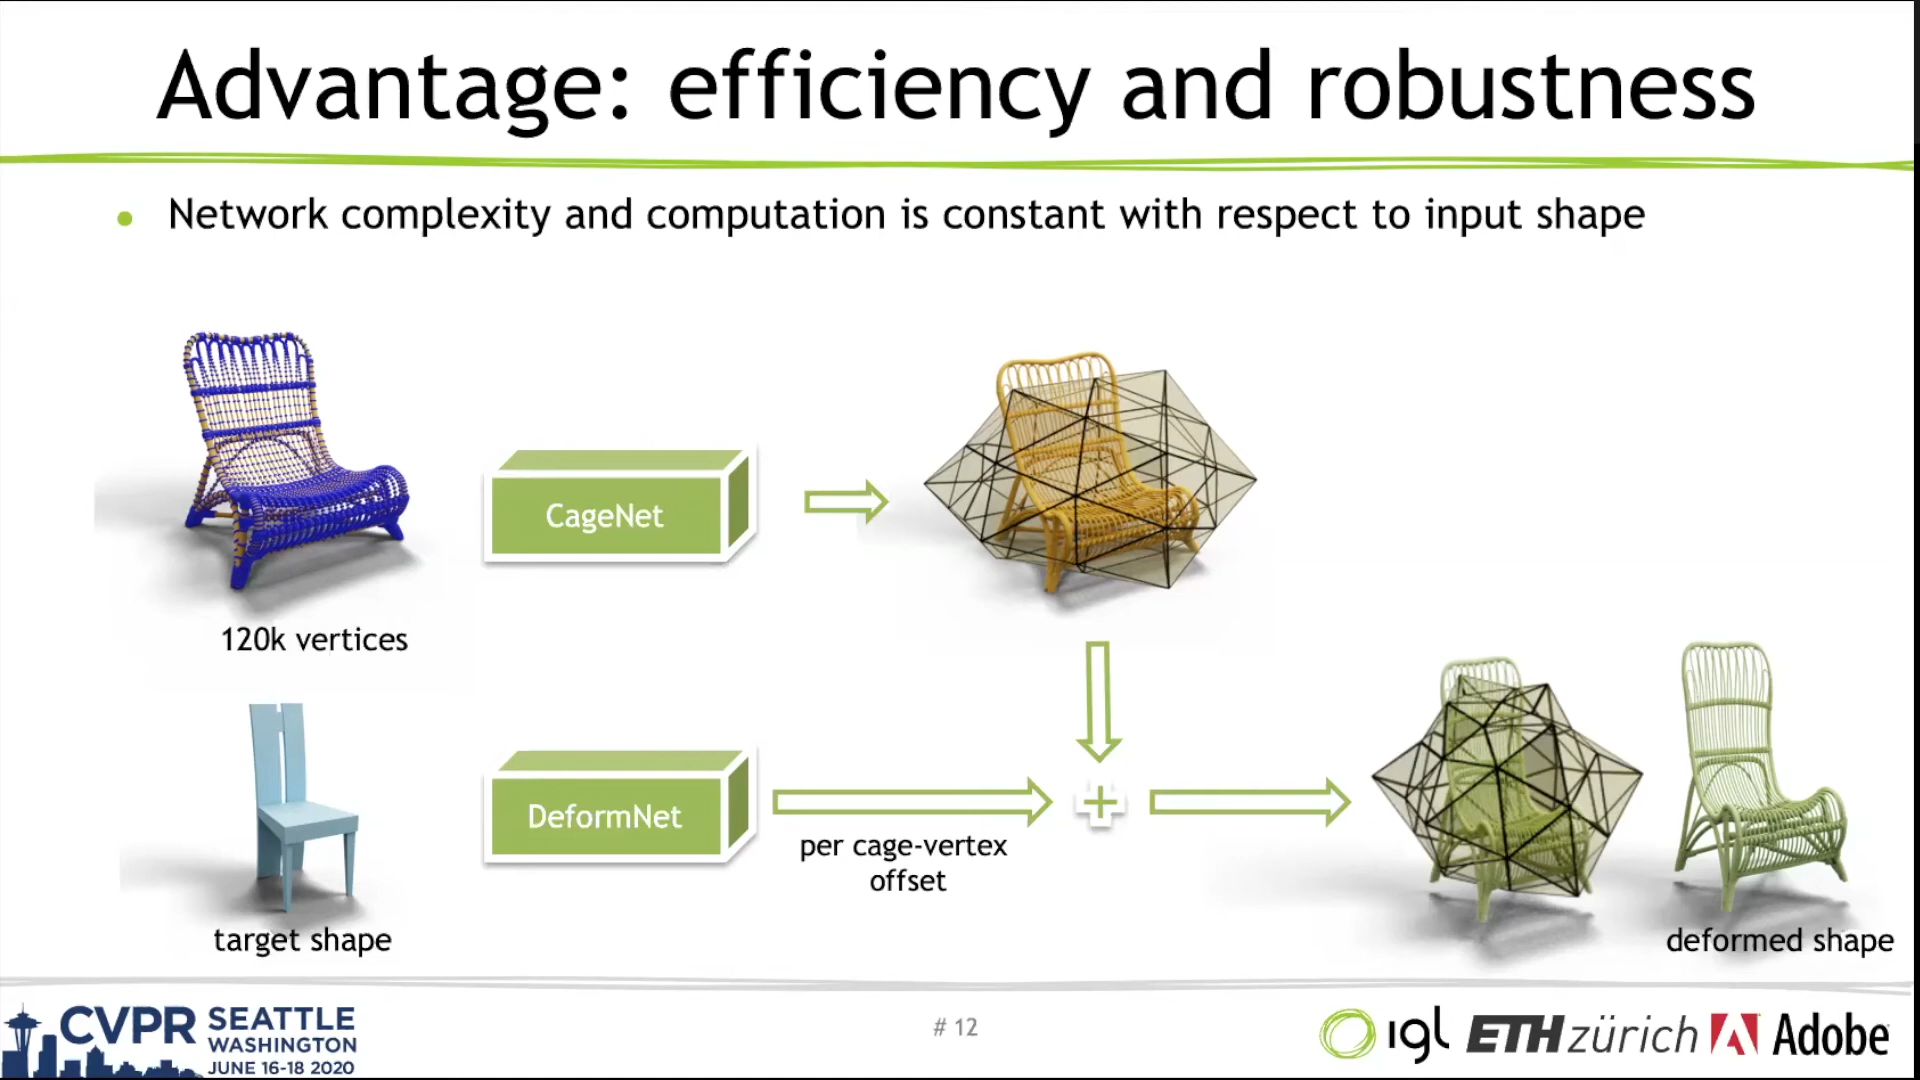 Advantage: efficiency and robustness
Network complexity and computation is constant with respect to input shape
CageNet
120k vertices
DeformNet
per cage-vertex
offset
target shape
deformed shape
CVPR SEATTLE
WASHINGTON
JUNE 16-18 2020
# 12
igl ETH zürich Adobe